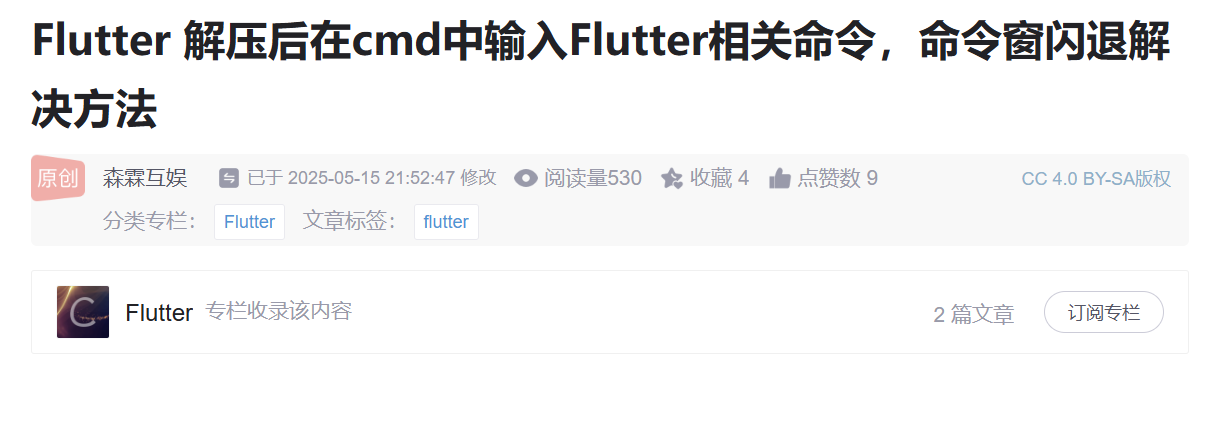 Flutter 解压后在cmd中输入Flutter相关命令，命令窗闪退解
决方法
原创 森霖互娱 已于 2025-05-15 21:52:47 修改 阅读量530 收藏 4 点赞数 9 CC 4.0 BY-SA版权
分类专栏： Flutter 文章标签： flutter
C Flutter 专栏收录该内容 2 篇文章 订阅专栏